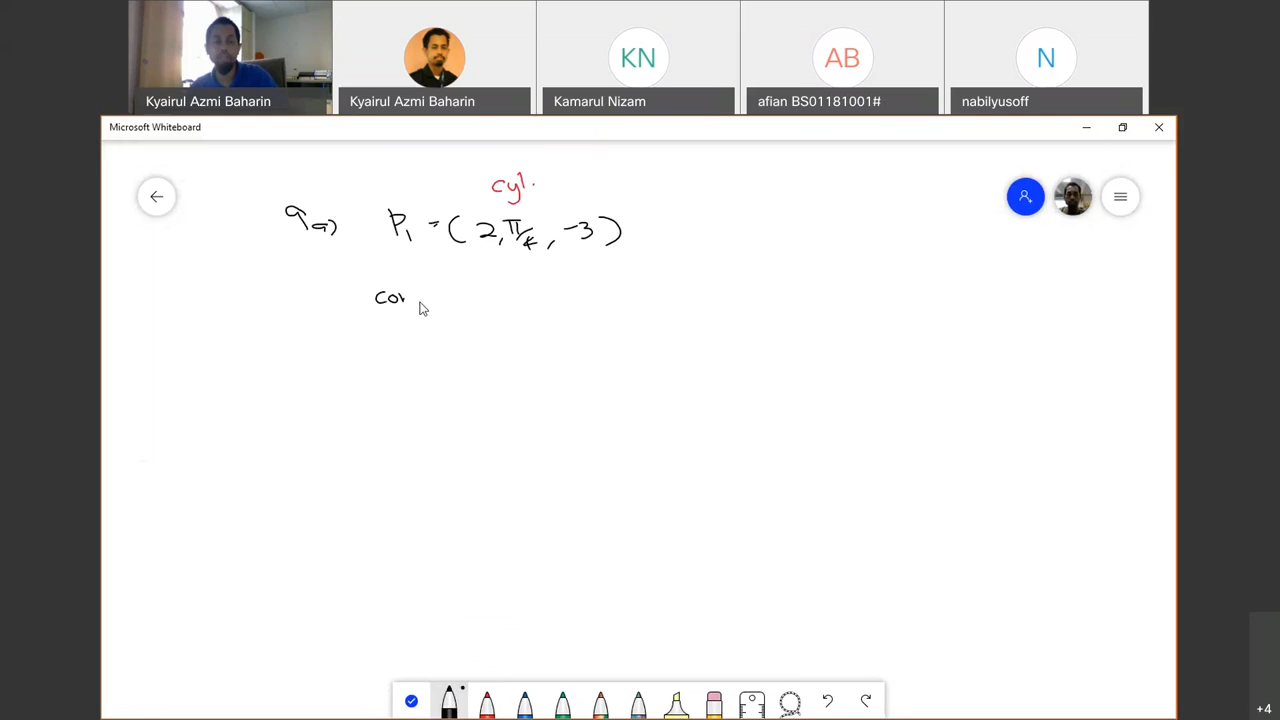 Kyairul Azmi Baharin
Kyairul Azmi Baharin
KN
Kamarul Nizam
AB
afian BS01181001#
N
nabilyusoff
Microsoft Whiteboard
cyl.
9a) P₁ = ( 2, π/4, -3 )
con
+4